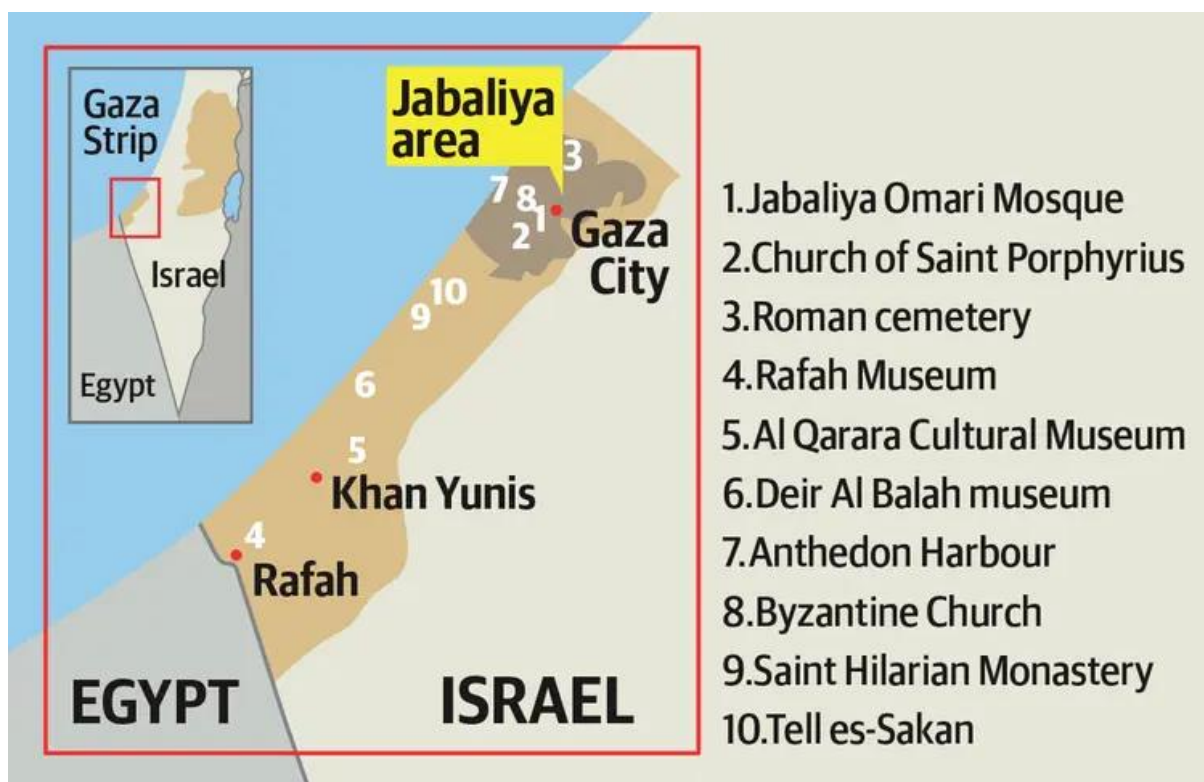 Gaza
Strip
Israel
Egypt
Jabaliya
area
3
7
8
1
2
Gaza
City
10
9
6
5
Khan Yunis
4
Rafah
EGYPT
ISRAEL
1.Jabaliya Omari Mosque
2.Church of Saint Porphyrius
3.Roman cemetery
4.Rafah Museum
5.Al Qarara Cultural Museum
6.Deir Al Balah museum
7.Anthedon Harbour
8.Byzantine Church
9.Saint Hilarian Monastery
10.Tell es-Sakan